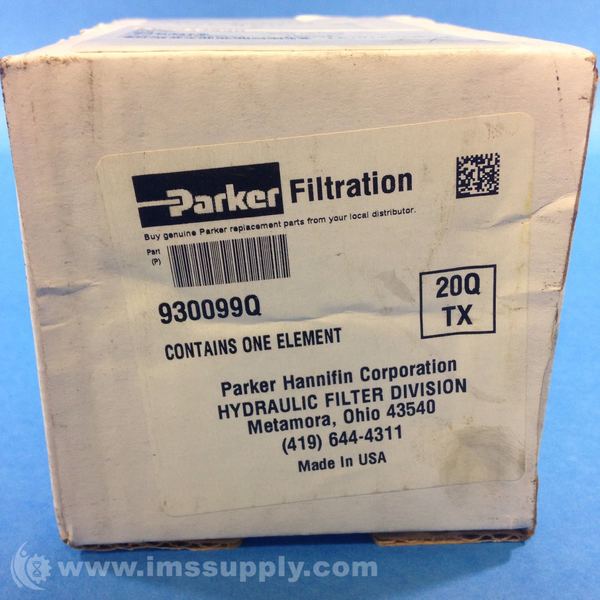 Parker Filtration
Buy genuine Parker replacement parts from your local distributor.
Part
(P)
930099Q
20Q
TX
CONTAINS ONE ELEMENT
Parker Hannifin Corporation
HYDRAULIC FILTER DIVISION
Metamora, Ohio 43540
(419) 644-4311
Made In USA
www.imssupply.com